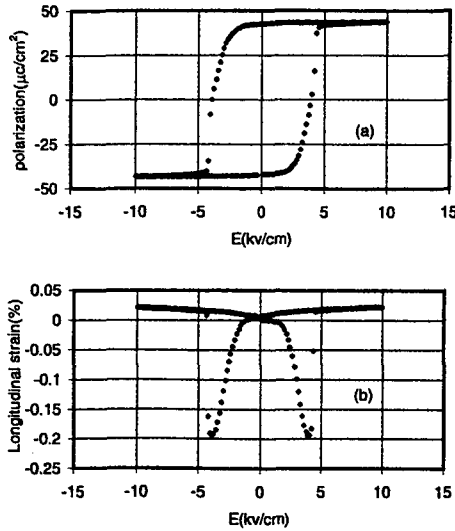 polarization(μc/cm²)
50
25
0
-25
-50
(a)
-15 -10 -5 0 5 10 15
E(kv/cm)
Longitudinal strain(%)
0.05
0
-0.05
-0.1
-0.15
-0.2
-0.25
(b)
-15 -10 -5 0 5 10 15
E(kv/cm)